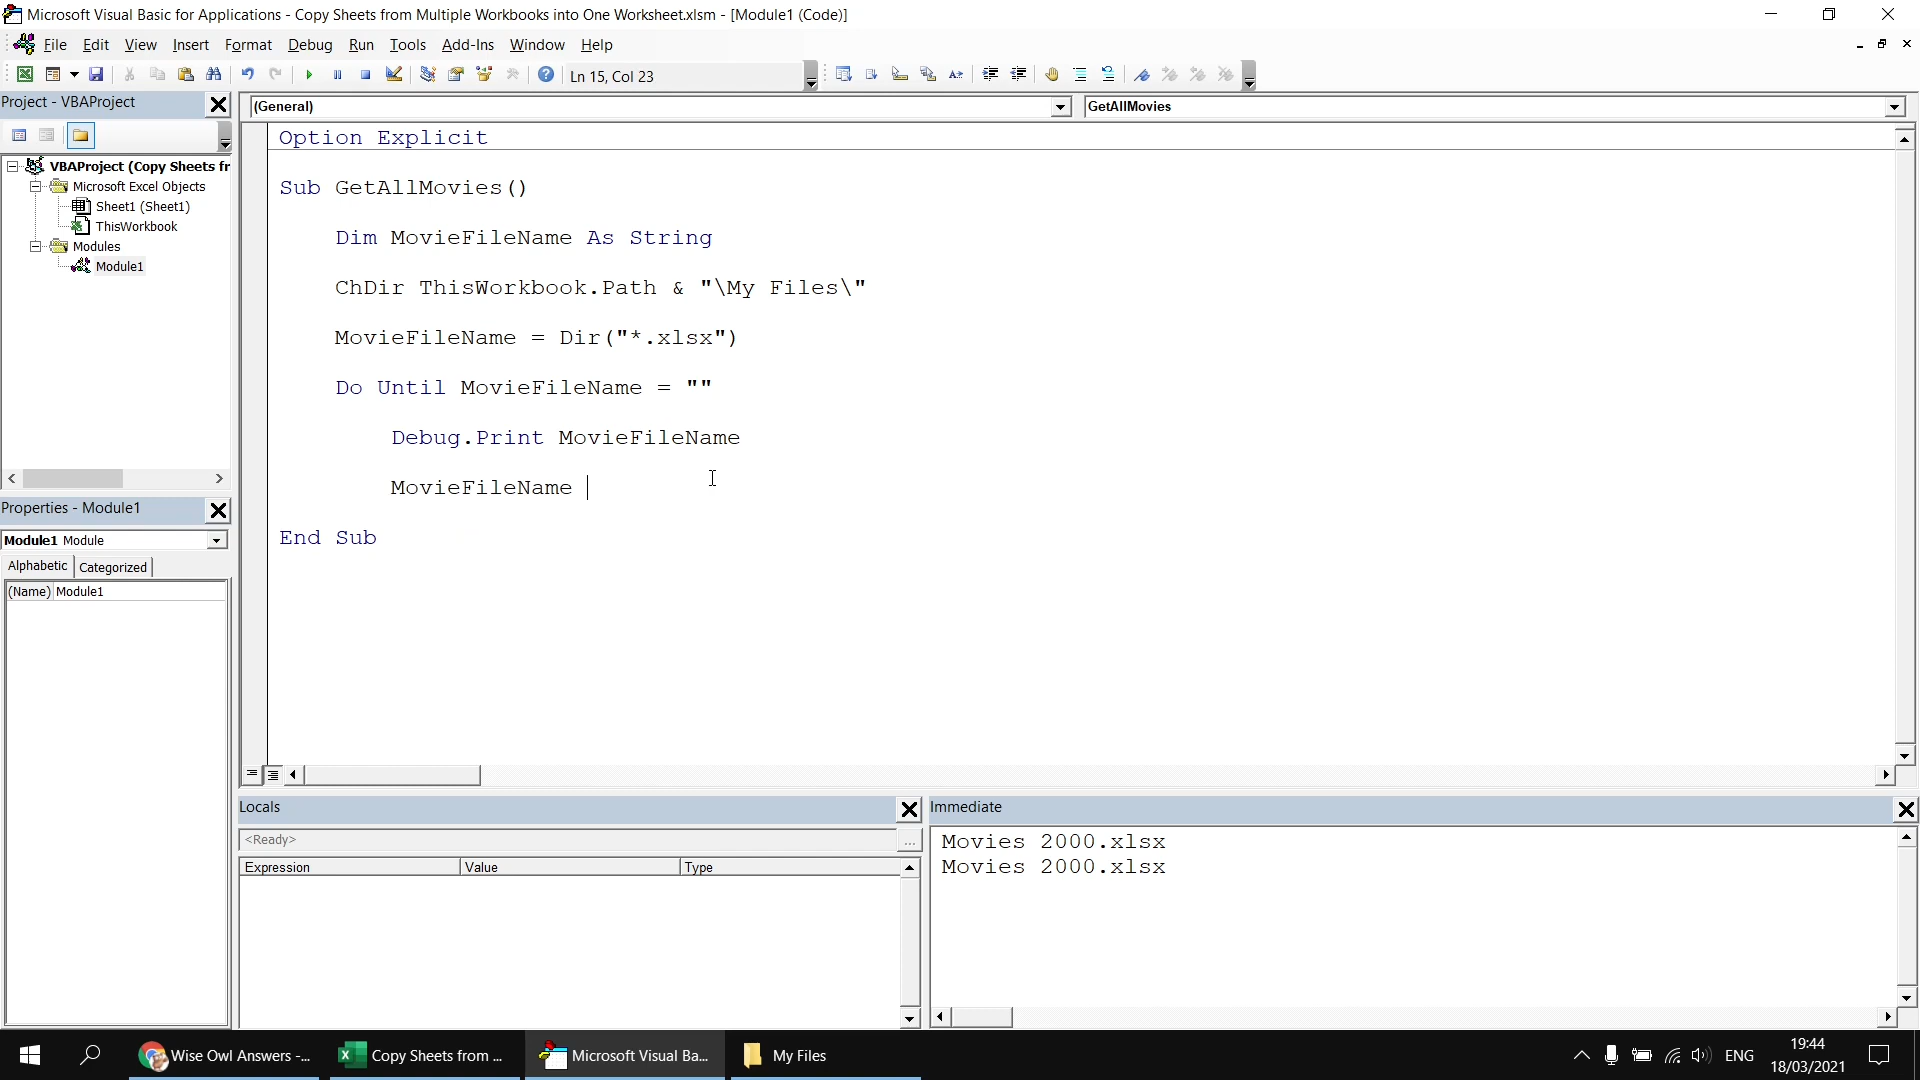 Microsoft Visual Basic for Applications - Copy Sheets from Multiple Workbooks into One Worksheet.xlsm - [Module1 (Code)]
File Edit View Insert Format Debug Run Tools Add-Ins Window Help
Ln 15, Col 23
Project - VBAProject
(General)
GetAllMovies
VBAProject (Copy Sheets fr
Microsoft Excel Objects
Sheet1 (Sheet1)
ThisWorkbook
Modules
Module1
Properties - Module1
Module1 Module
Alphabetic Categorized
(Name) Module1
Option Explicit
Sub GetAllMovies()
Dim MovieFileName As String
ChDir ThisWorkbook.Path & "\My Files\"
MovieFileName = Dir("*.xlsx")
Do Until MovieFileName = ""
Debug.Print MovieFileName
MovieFileName
End Sub
Locals
<Ready>
...
Expression Value Type
Immediate
Movies 2000.xlsx
Movies 2000.xlsx
Wise Owl Answers -...
Copy Sheets from ...
Microsoft Visual Ba...
My Files
ENG
19:44
18/03/2021